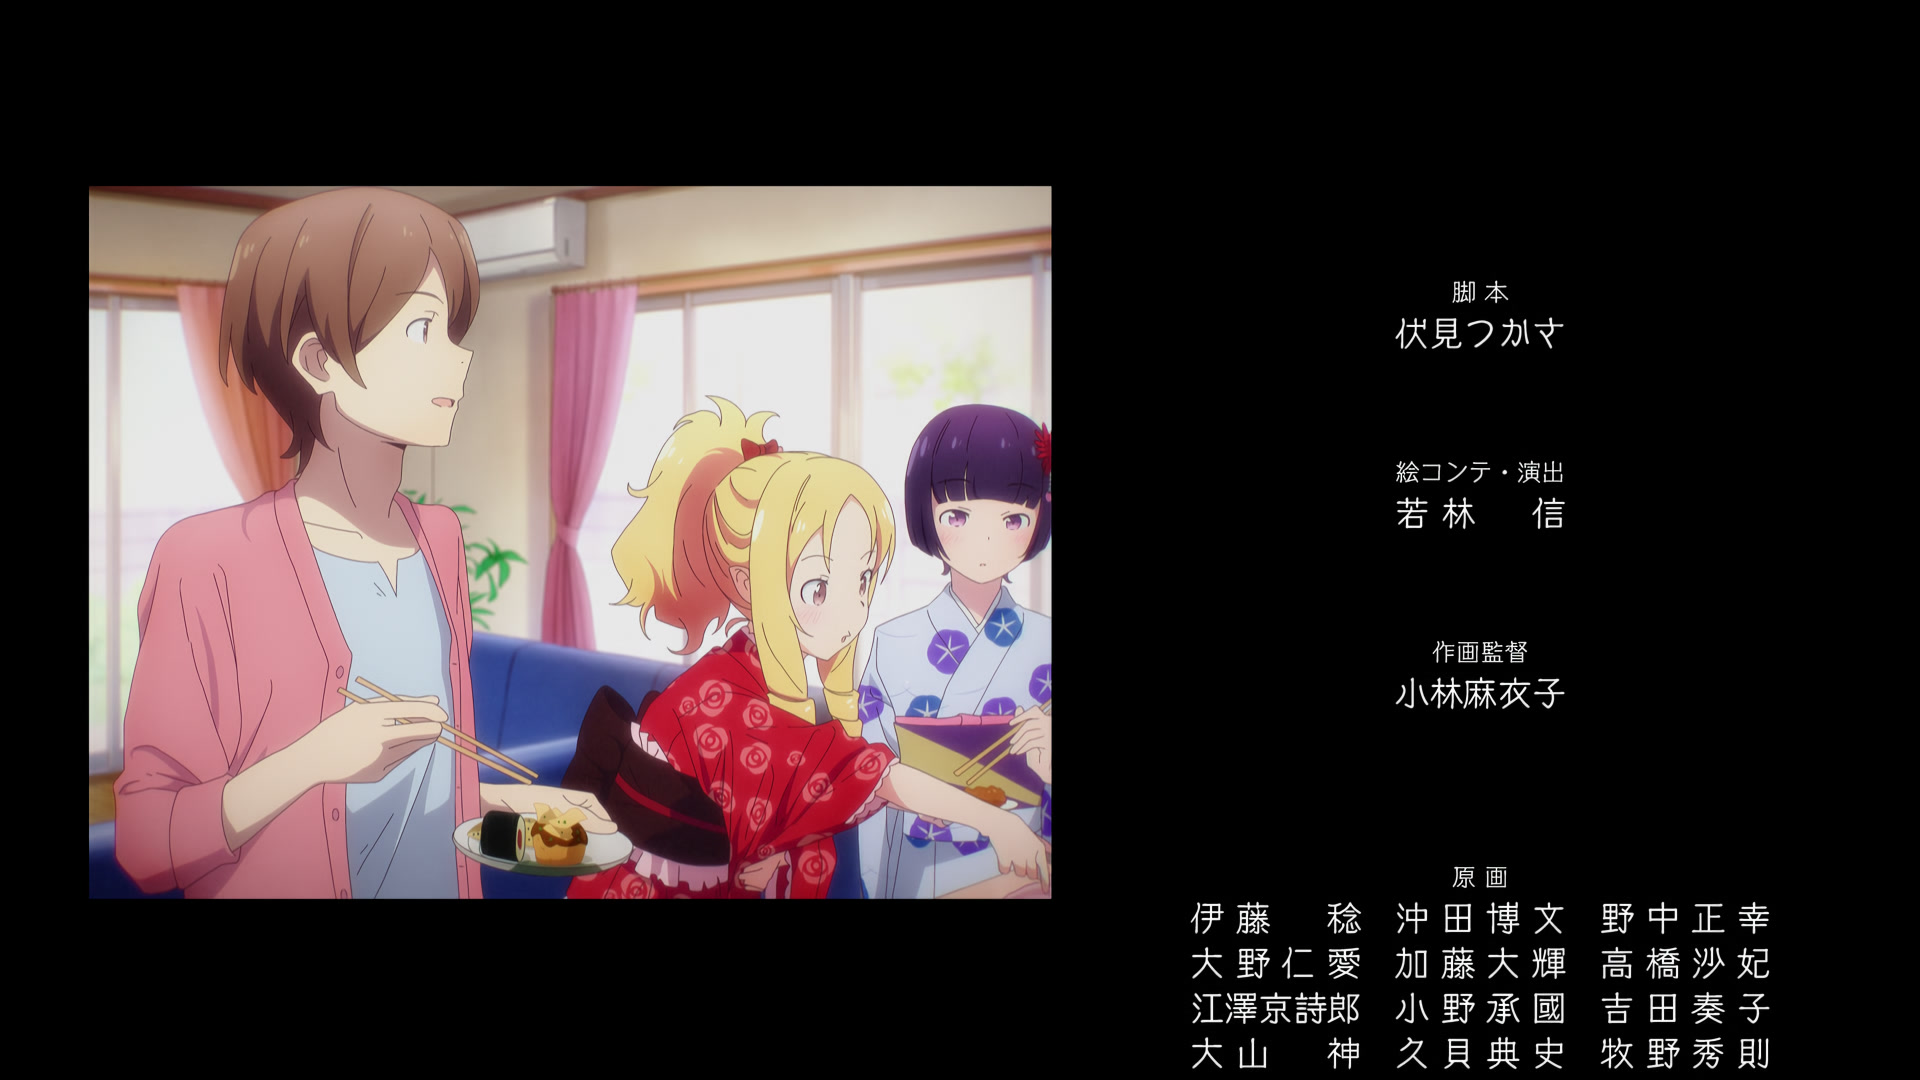 脚本
伏見つかさ
絵コンテ・演出
若林 信
作画監督
小林麻衣子
原画
伊藤 稔 沖田博文 野中正幸
大野仁愛 加藤大輝 高橋沙妃
江澤京詩郎 小野承國 吉田奏子
大山 神 久貝典史 牧野秀則